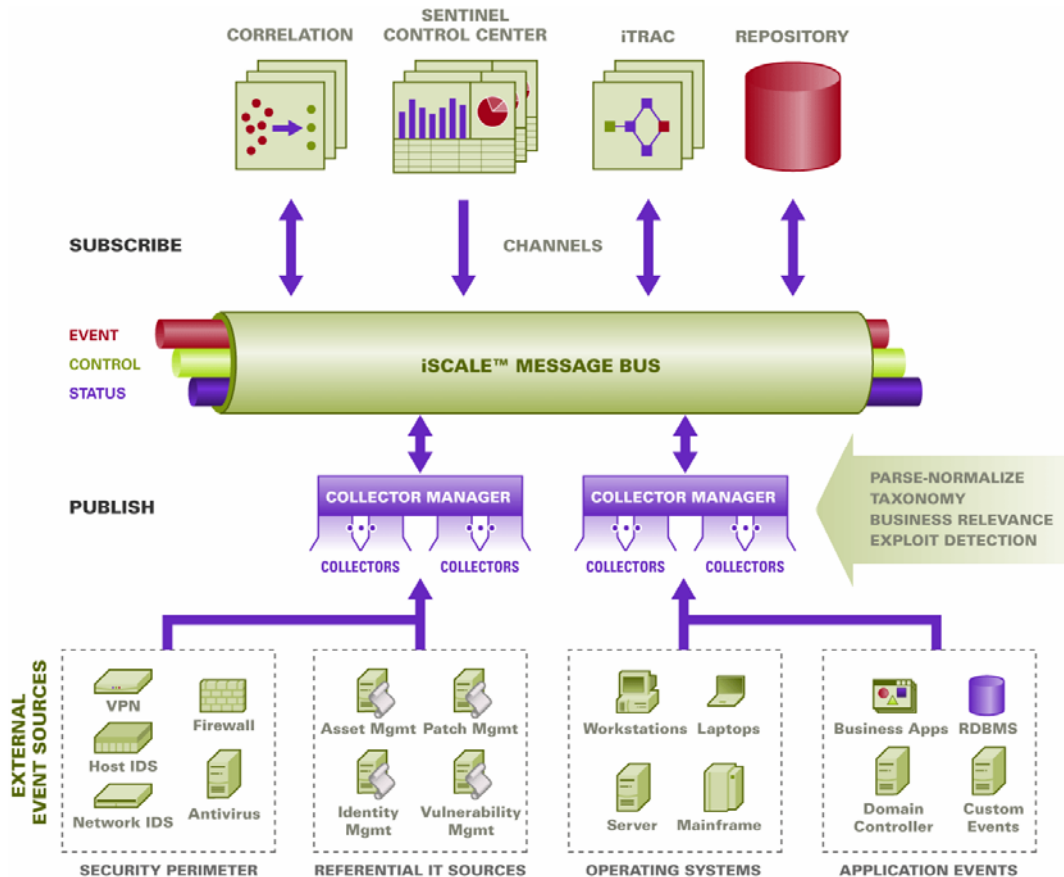 CORRELATION
SENTINEL
CONTROL CENTER
iTRAC
REPOSITORY
SUBSCRIBE
CHANNELS
EVENT
CONTROL
STATUS
iSCALE™ MESSAGE BUS
PUBLISH
COLLECTOR MANAGER
COLLECTORS
COLLECTORS
COLLECTOR MANAGER
COLLECTORS
COLLECTORS
PARSE-NORMALIZE
TAXONOMY
BUSINESS RELEVANCE
EXPLOIT DETECTION
EXTERNAL
EVENT SOURCES
VPN
Firewall
Host IDS
Antivirus
Network IDS
SECURITY PERIMETER
Asset Mgmt
Patch Mgmt
Identity
Mgmt
Vulnerability
Mgmt
REFERENTIAL IT SOURCES
Workstations
Laptops
Server
Mainframe
OPERATING SYSTEMS
Business Apps
RDBMS
Domain
Controller
Custom
Events
APPLICATION EVENTS